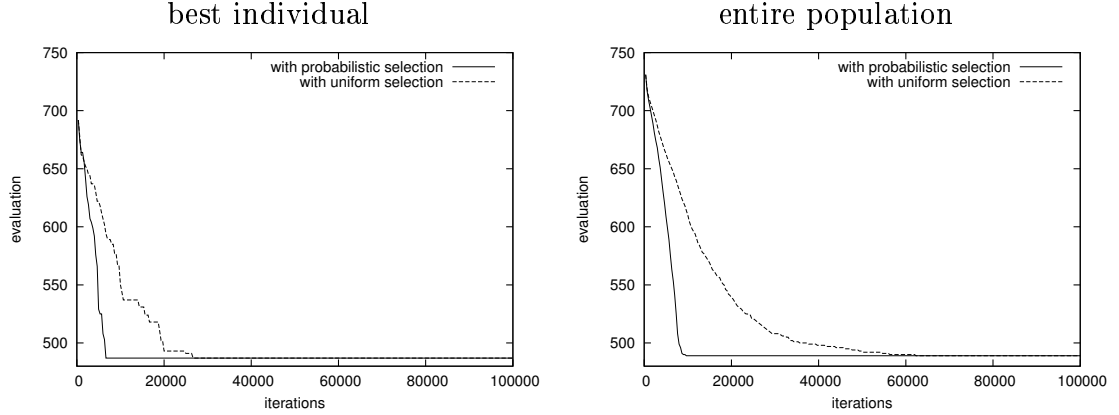 best individual
750
700
650
600
550
500
0 20000 40000 60000 80000 100000
evaluation
iterations
with probabilistic selection
with uniform selection
entire population
750
700
650
600
550
500
0 20000 40000 60000 80000 100000
evaluation
iterations
with probabilistic selection
with uniform selection